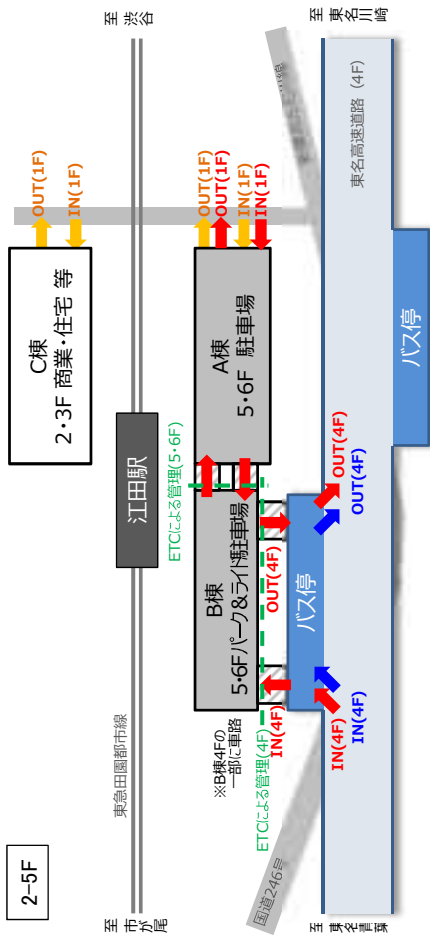 2-5F
至 市が尾
東急田園都市線
江田駅
至 渋谷
C棟
2・3F 商業・住宅 等
OUT(1F)
IN(1F)
ETCによる管理(5・6F)
B棟
5・6Fパーク&ライド駐車場
A棟
5・6F 駐車場
OUT(1F)
OUT(1F)
IN(1F)
IN(1F)
※B棟4Fの
一部に車路
ETCによる管理(4F)
IN(4F)
OUT(4F)
国道246号
バス停
IN(4F)
IN(4F)
OUT(4F)
OUT(4F)
東名高速道路 (4F)
バス停
至 東名青葉
至 東名川崎